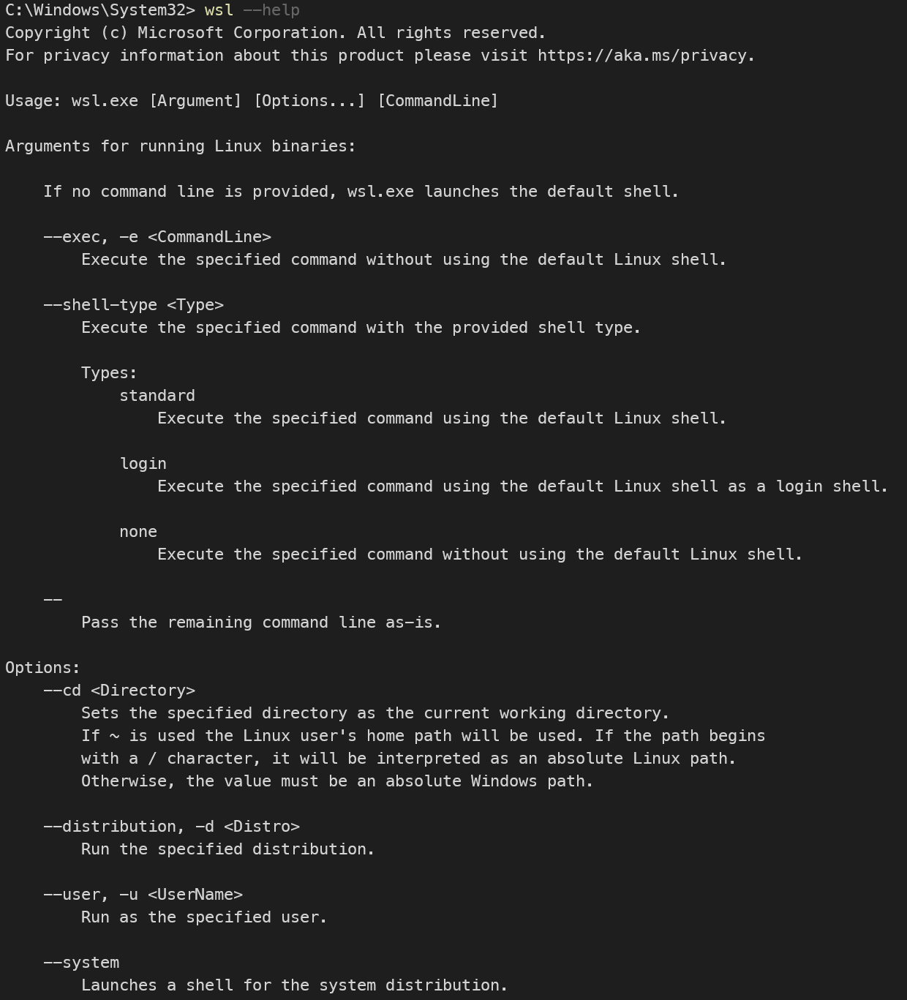 C:\Windows\System32> wsl --help
Copyright (c) Microsoft Corporation. All rights reserved.
For privacy information about this product please visit https://aka.ms/privacy.

Usage: wsl.exe [Argument] [Options...] [CommandLine]

Arguments for running Linux binaries:

    If no command line is provided, wsl.exe launches the default shell.

    --exec, -e <CommandLine>
        Execute the specified command without using the default Linux shell.

    --shell-type <Type>
        Execute the specified command with the provided shell type.

        Types:
            standard
                Execute the specified command using the default Linux shell.

            login
                Execute the specified command using the default Linux shell as a login shell.

            none
                Execute the specified command without using the default Linux shell.

    --
        Pass the remaining command line as-is.

Options:
    --cd <Directory>
        Sets the specified directory as the current working directory.
        If ~ is used the Linux user's home path will be used. If the path begins
        with a / character, it will be interpreted as an absolute Linux path.
        Otherwise, the value must be an absolute Windows path.

    --distribution, -d <Distro>
        Run the specified distribution.

    --user, -u <UserName>
        Run as the specified user.

    --system
        Launches a shell for the system distribution.